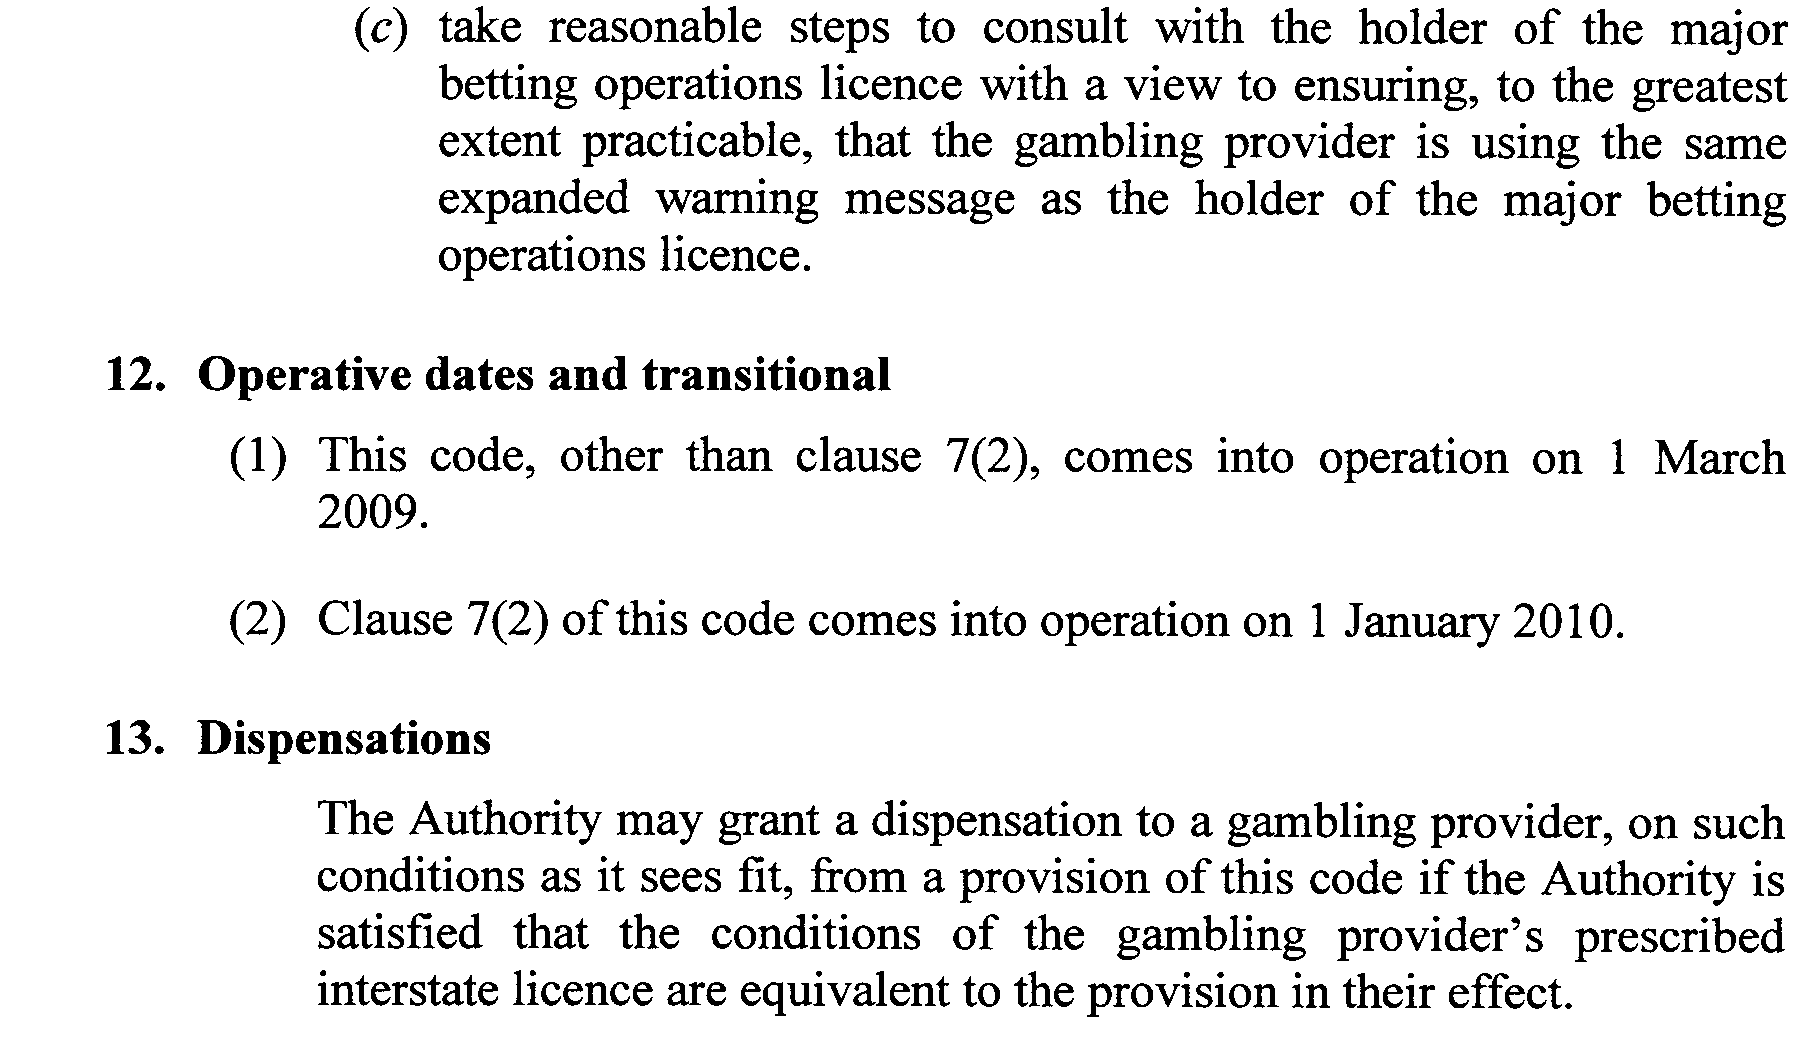 (c) take reasonable steps to consult with the holder of the major
betting operations licence with a view to ensuring, to the greatest
extent practicable, that the gambling provider is using the same
expanded warning message as the holder of the major betting
operations licence.
12. Operative dates and transitional
(1) This code, other than clause 7(2), comes into operation on 1 March
2009.
(2) Clause 7(2) of this code comes into operation on 1 January 2010.
13. Dispensations
The Authority may grant a dispensation to a gambling provider, on such
conditions as it sees fit, from a provision of this code if the Authority is
satisfied that the conditions of the gambling provider’s prescribed
interstate licence are equivalent to the provision in their effect.